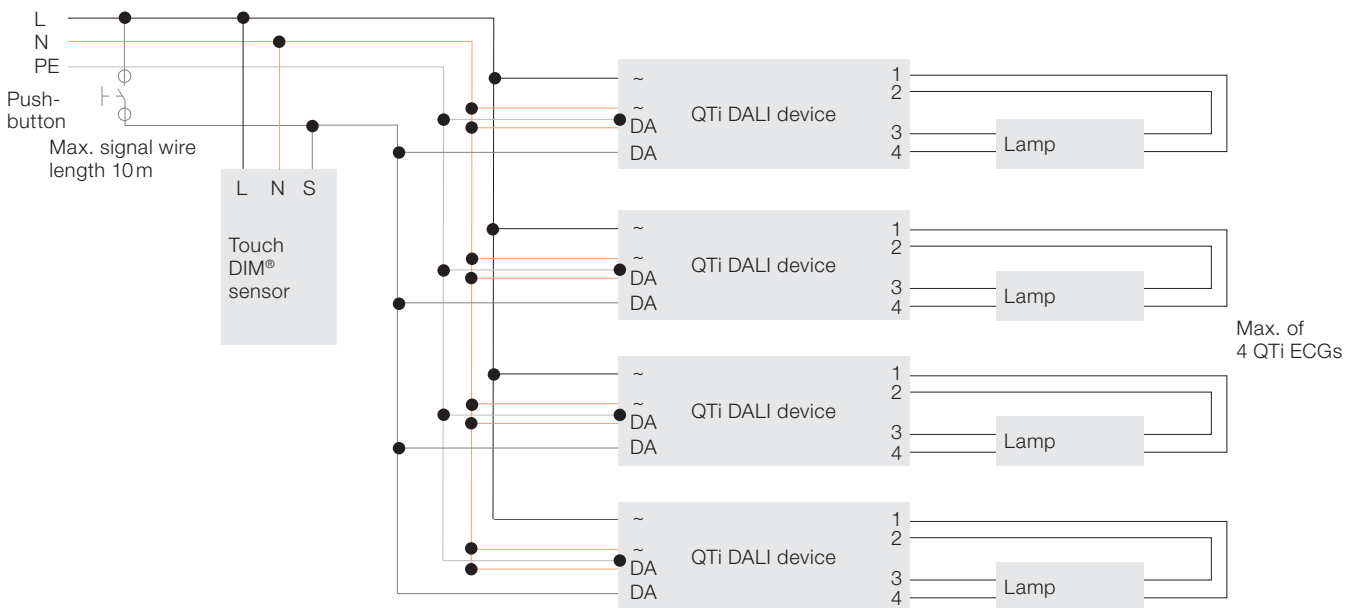 L
N
PE
Push-
button
Max. signal wire
length 10 m
L N S
Touch
DIM®
sensor
~
~
DA
DA
QTi DALI device
1
2
3
4
Lamp
~
~
DA
DA
QTi DALI device
1
2
3
4
Lamp
Max. of
4 QTi ECGs
~
~
DA
DA
QTi DALI device
1
2
3
4
Lamp
~
~
DA
DA
QTi DALI device
1
2
3
4
Lamp